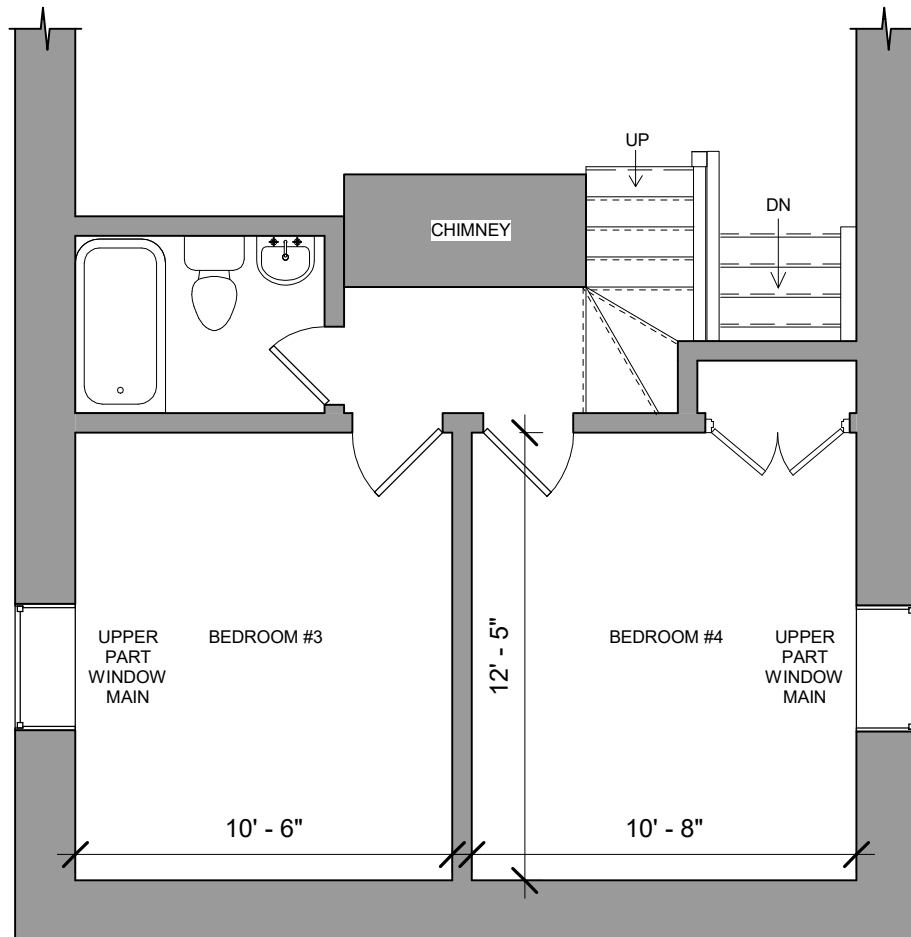 UP
DN
CHIMNEY
UPPER
PART
WINDOW
MAIN
BEDROOM #3
12' - 5"
BEDROOM #4
UPPER
PART
WINDOW
MAIN
10' - 6"
10' - 8"